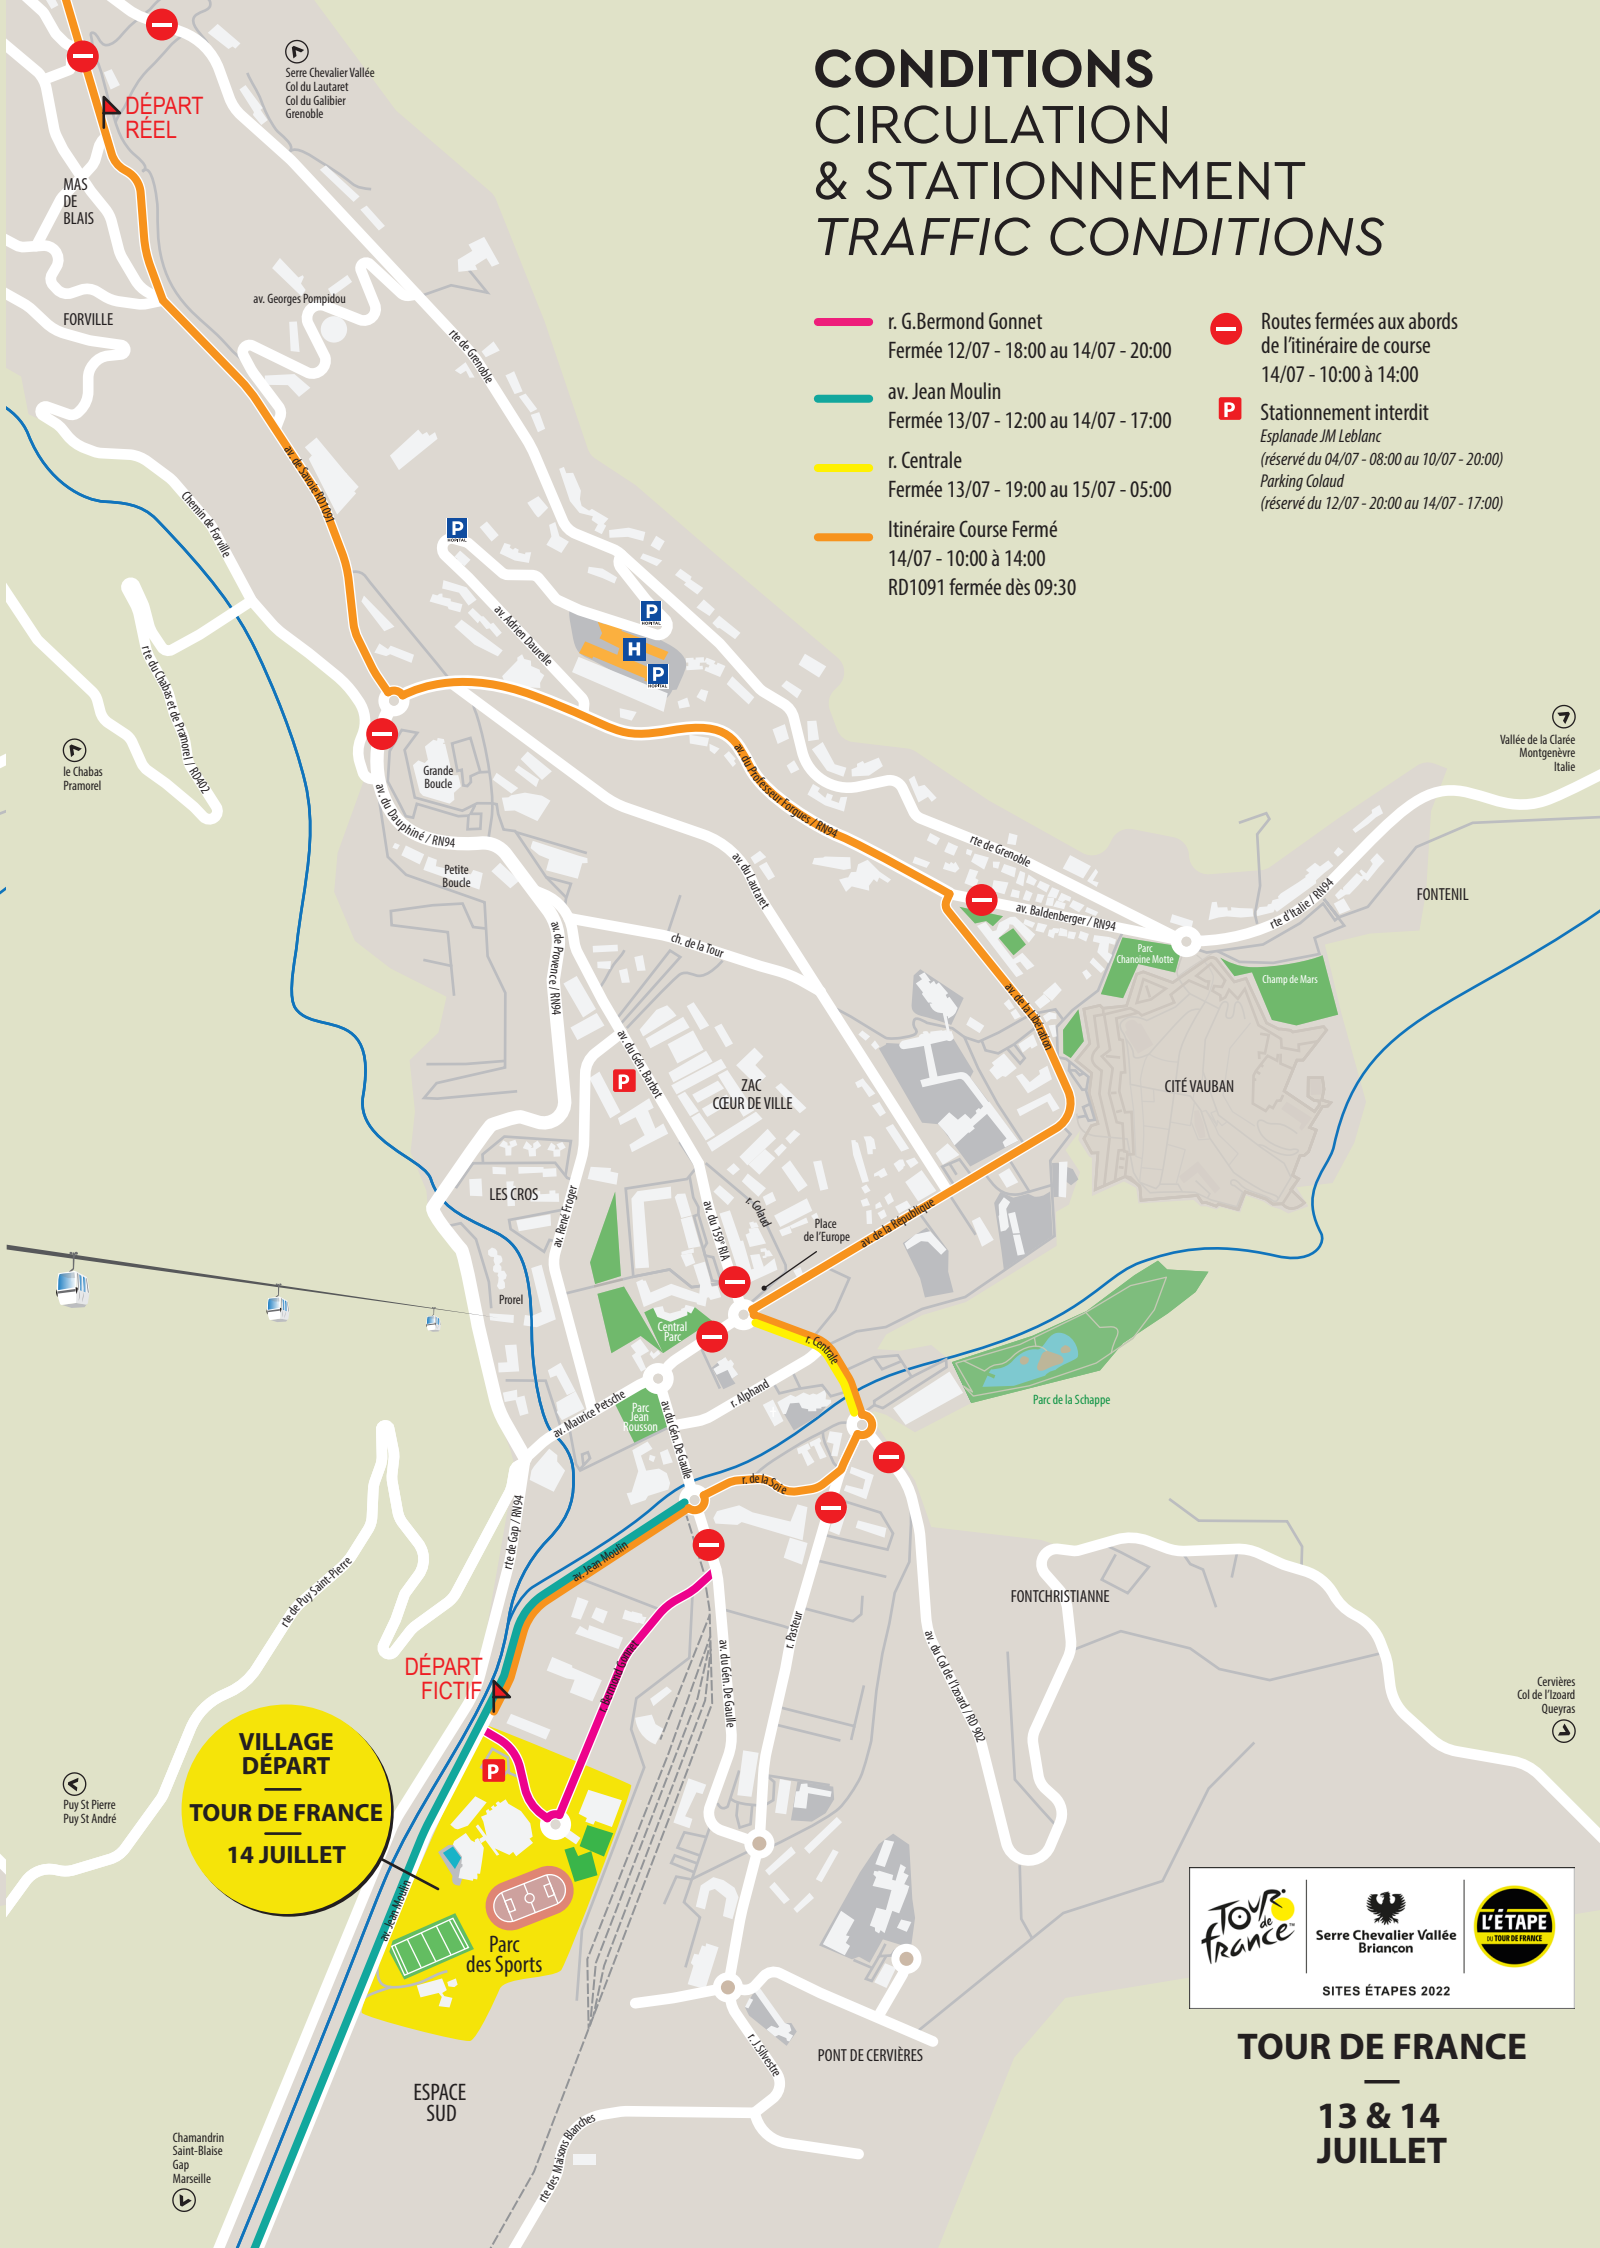 CONDITIONS
CIRCULATION
& STATIONNEMENT
TRAFFIC CONDITIONS
r. G.Bermond Gonnet
Fermée 12/07 - 18:00 au 14/07 - 20:00
av. Jean Moulin
Fermée 13/07 - 12:00 au 14/07 - 17:00
r. Centrale
Fermée 13/07 - 19:00 au 15/07 - 05:00
Itinéraire Course Fermé
14/07 - 10:00 à 14:00
RD1091 fermée dès 09:30
Routes fermées aux abords
de l'itinéraire de course
14/07 - 10:00 à 14:00
P
Stationnement interdit
Esplanade JM Leblanc
(réservé du 04/07 - 08:00 au 10/07 - 20:00)
Parking Colaud
(réservé du 12/07 - 20:00 au 14/07 - 17:00)
Serre Chevalier Vallée
Col du Lautaret
Col du Galibier
Grenoble
DÉPART
RÉEL
MAS
DE
BLAIS
FORVILLE
av. Georges Pompidou
rte de Grenoble
av. de Savoie RD1091
Chemin de Forville
P
HOPITAL
av. Adrien Daurelle
P
HOPITAL
H
P
HOPITAL
rte du Chabas et de Pramorel / RD402
le Chabas
Pramorel
Grande
Boucle
av. du Dauphiné / RN94
Petite
Boucle
av. du Professeur Forgues / RN94
Vallée de la Clarée
Montgenèvre
Italie
rte de Grenoble
av. Baldenberger / RN94
rte d'Italie / RN94
FONTENIL
av. du Lautaret
ch. de la Tour
av. de Provence / RN94
Parc
Chanoine Motte
Champ de Mars
av. de la Libération
CITÉ VAUBAN
av. du Gén. Barbot
P
ZAC
CŒUR DE VILLE
LES CROS
av. René Froger
av. du 159e RIA
r. Colaud
Place
de l'Europe
av. de la République
Prorel
Central
Parc
r. Centrale
r. Alphand
Parc de la Schappe
av. Maurice Petsche
Parc
Jean
Rousson
av. du Gén. De Gaulle
r. de la Soie
rte de Gap / RN94
av. Jean Moulin
rte de Puy Saint-Pierre
r. Bermond Gonnet
r. Pasteur
av. du Gén. De Gaulle
FONTCHRISTIANNE
av. du Col de l'Izoard / RD 902
DÉPART
FICTIF
Cervières
Col de l'Izoard
Queyras
VILLAGE
DÉPART
TOUR DE FRANCE
14 JUILLET
P
Puy St Pierre
Puy St André
av. Jean Moulin
Parc
des Sports
ESPACE
SUD
r. J.Silvestre
PONT DE CERVIÈRES
rte des Maisons Blanches
Chamandrin
Saint-Blaise
Gap
Marseille
TOUR
de
france™
Serre Chevalier Vallée
Briancon
L'ÉTAPE
DU TOUR DE FRANCE
SITES ÉTAPES 2022
TOUR DE FRANCE
13 & 14
JUILLET